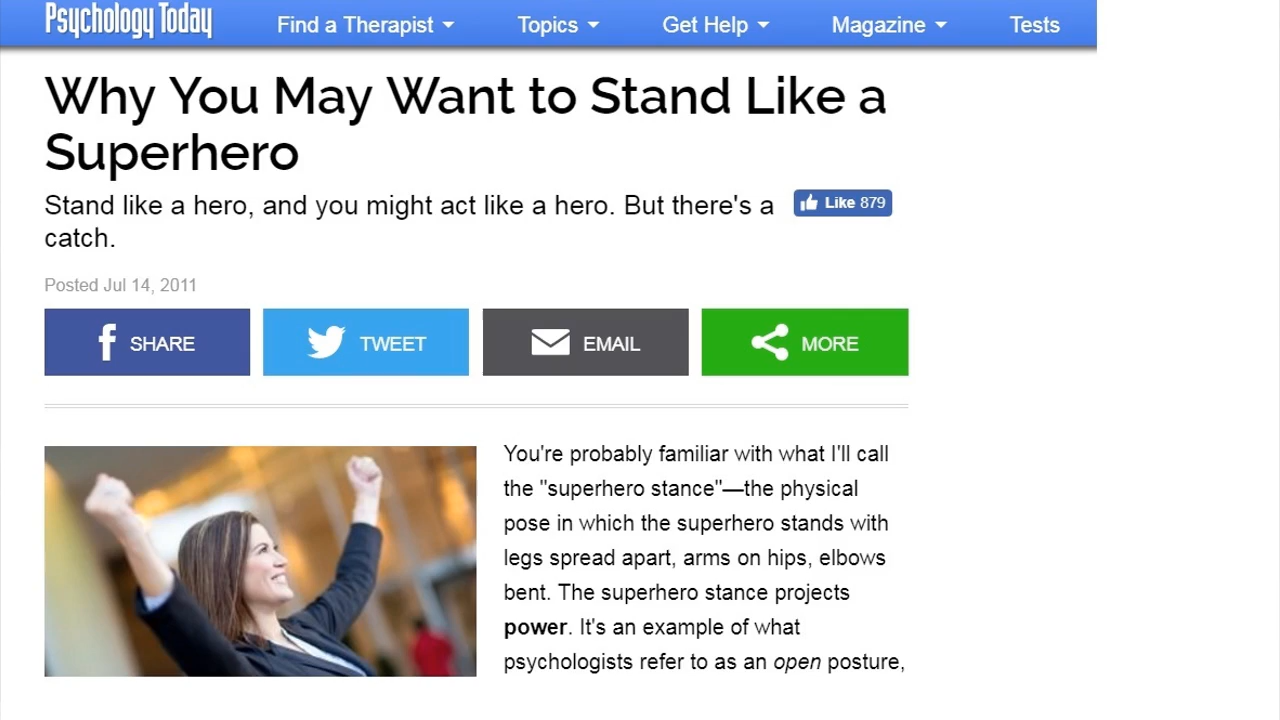 Psychology Today Find a Therapist Topics Get Help Magazine Tests
Why You May Want to Stand Like a
Superhero
Stand like a hero, and you might act like a hero. But there's a
catch.
Like 879
Posted Jul 14, 2011
SHARE TWEET EMAIL MORE
You're probably familiar with what I'll call
the "superhero stance"—the physical
pose in which the superhero stands with
legs spread apart, arms on hips, elbows
bent. The superhero stance projects
power. It's an example of what
psychologists refer to as an open posture,